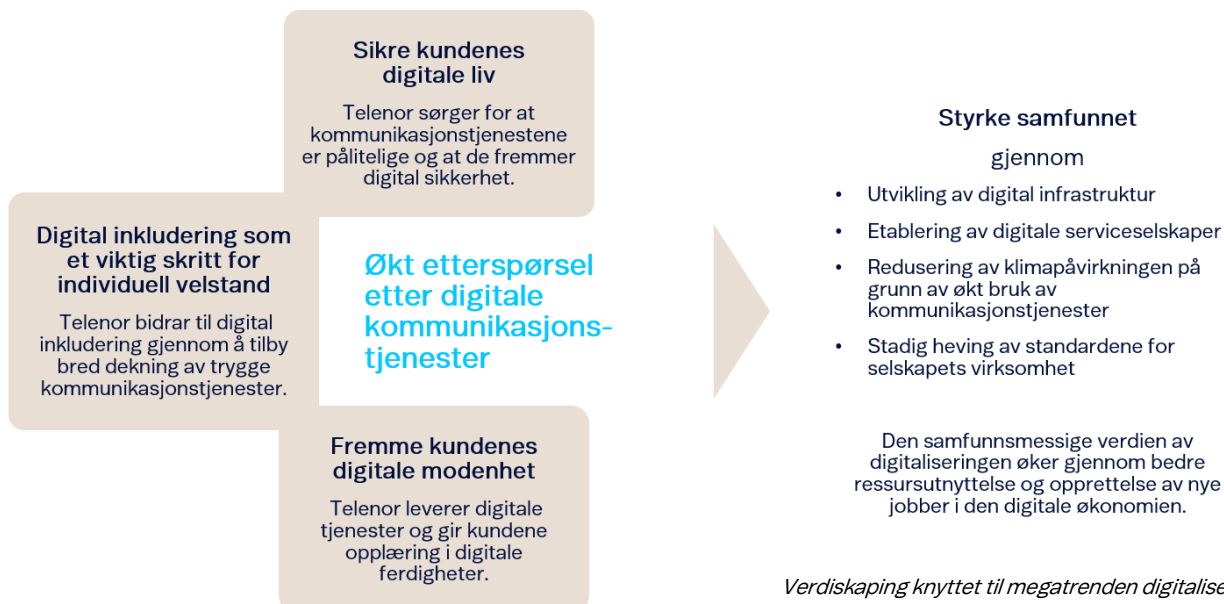 Sikre kundenes
digitale liv
Telenor sørger for at
kommunikasjonstjenestene
er pålitelige og at de fremmer
digital sikkerhet.
Digital inkludering som
et viktig skritt for
individuell velstand
Telenor bidrar til digital
inkludering gjennom å tilby
bred dekning av trygge
kommunikasjonstjenester.
Økt etterspørsel
etter digitale
kommunikasjons-
tjenester
Fremme kundenes
digitale modenhet
Telenor leverer digitale
tjenester og gir kundene
opplæring i digitale
ferdigheter.
Styrke samfunnet
gjennom
• Utvikling av digital infrastruktur
• Etablering av digitale serviceselskaper
• Redusering av klimapåvirkningen på
grunn av økt bruk av
kommunikasjonstjenester
• Stadig heving av standardene for
selskapets virksomhet
Den samfunnsmessige verdien av
digitaliseringen øker gjennom bedre
ressursutnyttelse og opprettelse av nye
jobber i den digitale økonomien.
Verdiskaping knyttet til megatrenden digitalise